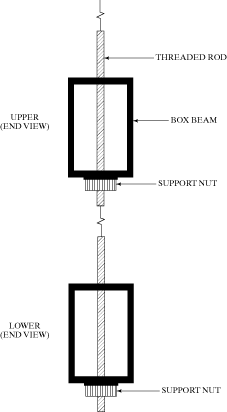 THREADED ROD
UPPER
(END VIEW)
BOX BEAM
SUPPORT NUT
LOWER
(END VIEW)
SUPPORT NUT